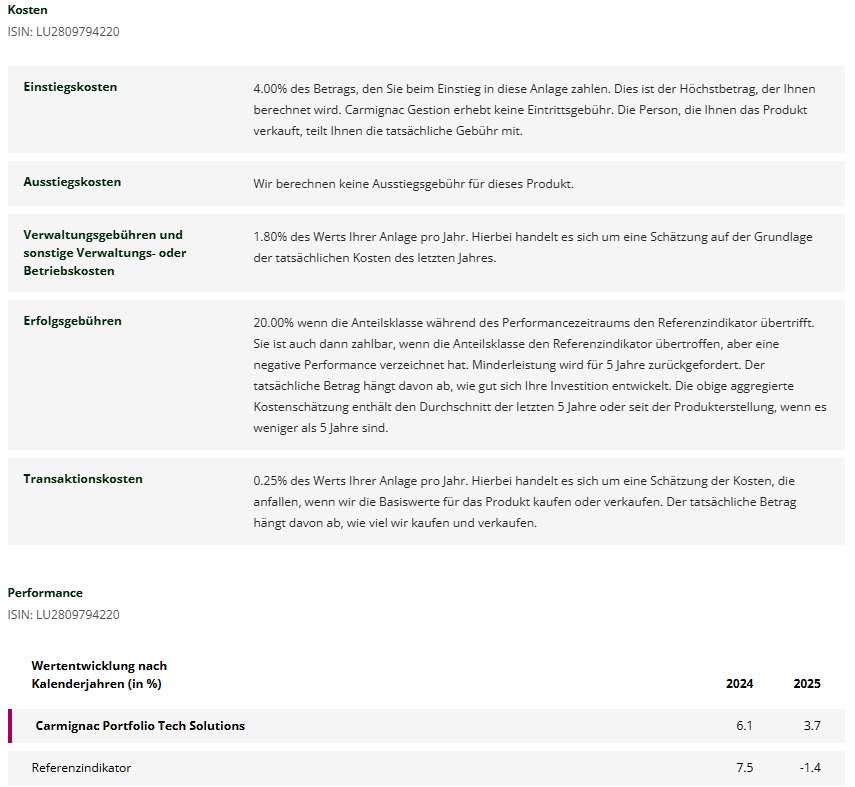 Kosten
ISIN: LU2809794220
Einstiegskosten
4.00% des Betrags, den Sie beim Einstieg in diese Anlage zahlen. Dies ist der Höchstbetrag, der Ihnen
berechnet wird. Carmignac Gestion erhebt keine Eintrittsgebühr. Die Person, die Ihnen das Produkt
verkauft, teilt Ihnen die tatsächliche Gebühr mit.
Ausstiegskosten
Wir berechnen keine Ausstiegsgebühr für dieses Produkt.
Verwaltungsgebühren und
sonstige Verwaltungs- oder
Betriebskosten
1.80% des Werts Ihrer Anlage pro Jahr. Hierbei handelt es sich um eine Schätzung auf der Grundlage
der tatsächlichen Kosten des letzten Jahres.
Erfolgsgebühren
20.00% wenn die Anteilsklasse während des Performancezeitraums den Referenzindikator übertrifft.
Sie ist auch dann zahlbar, wenn die Anteilsklasse den Referenzindikator übertroffen, aber eine
negative Performance verzeichnet hat. Minderleistung wird für 5 Jahre zurückgefordert. Der
tatsächliche Betrag hängt davon ab, wie gut sich Ihre Investition entwickelt. Die obige aggregierte
Kostenschätzung enthält den Durchschnitt der letzten 5 Jahre oder seit der Produkterstellung, wenn es
weniger als 5 Jahre sind.
Transaktionskosten
0.25% des Werts Ihrer Anlage pro Jahr. Hierbei handelt es sich um eine Schätzung der Kosten, die
anfallen, wenn wir die Basiswerte für das Produkt kaufen oder verkaufen. Der tatsächliche Betrag
hängt davon ab, wie viel wir kaufen und verkaufen.
Performance
ISIN: LU2809794220
Wertentwicklung nach
Kalenderjahren (in %) 2024 2025
Carmignac Portfolio Tech Solutions 6.1 3.7
Referenzindikator 7.5 -1.4